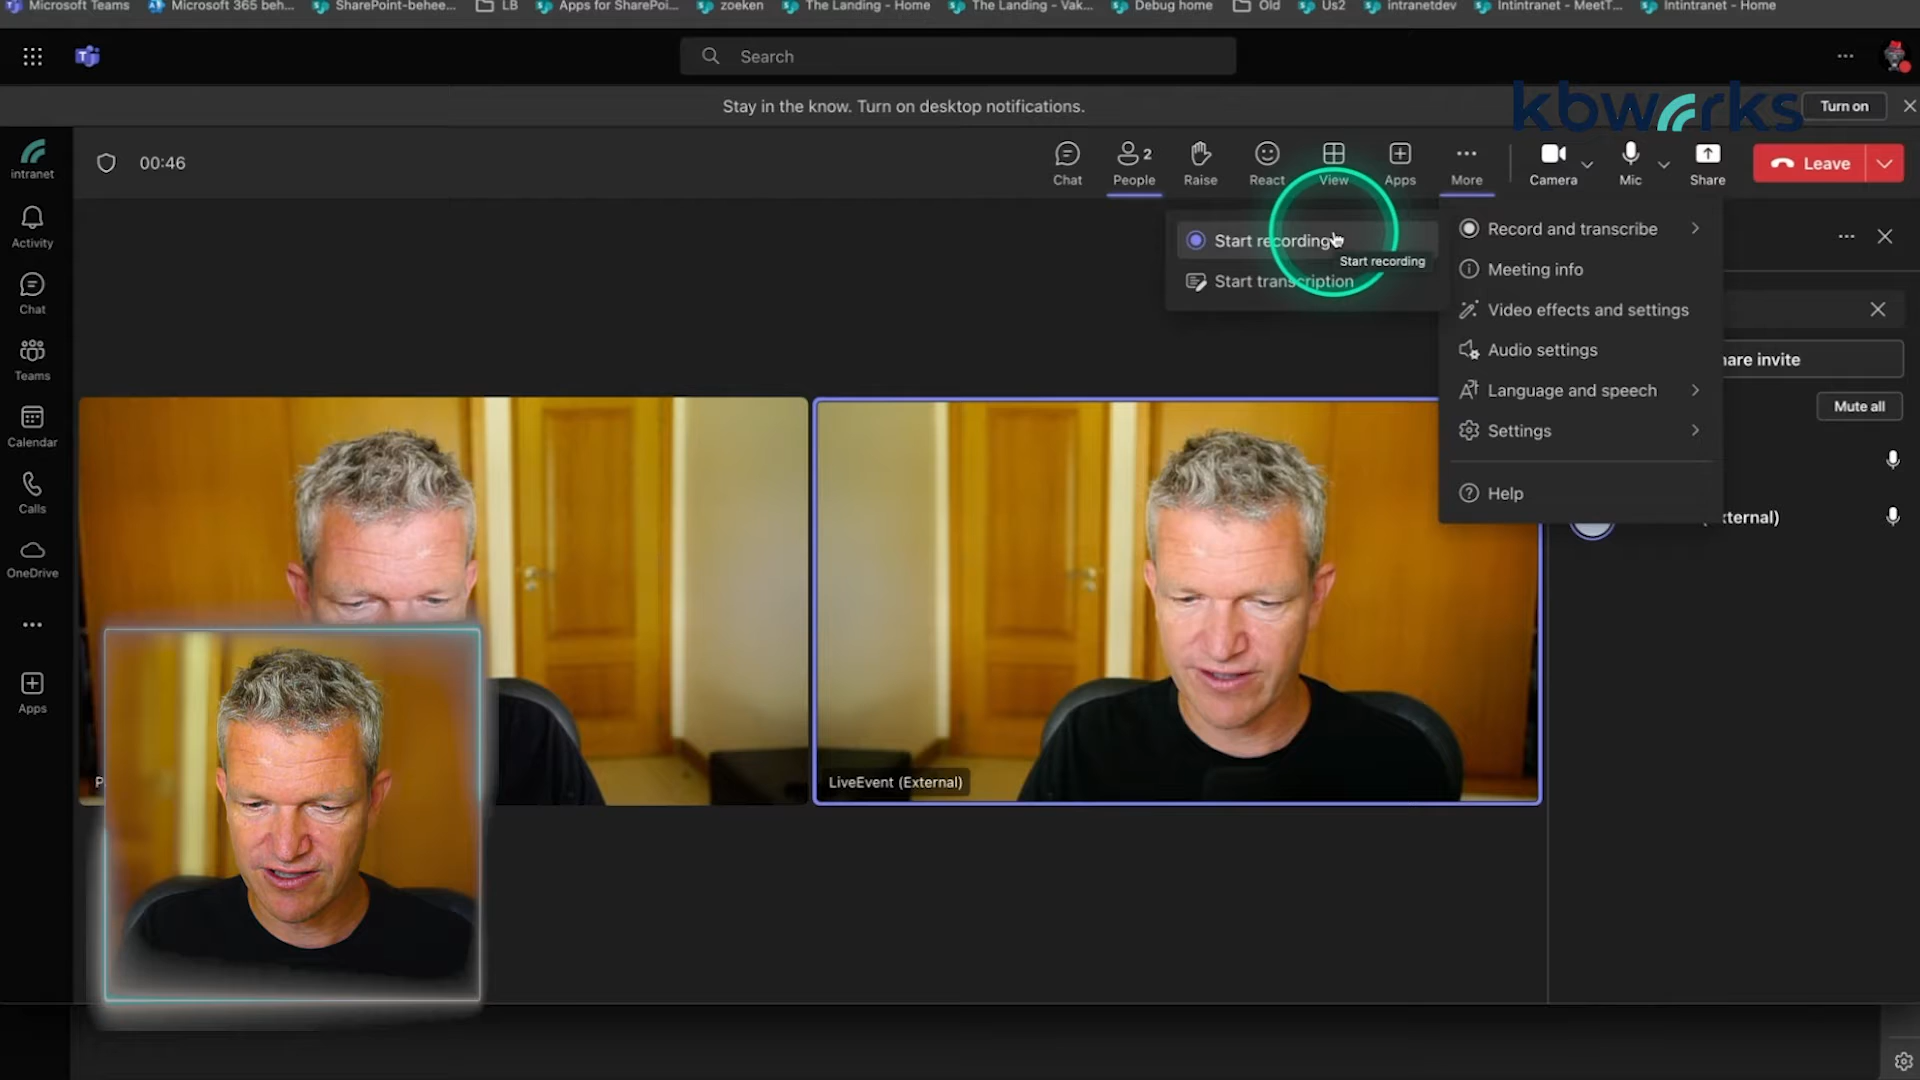 Microsoft Teams
Microsoft 365 beh...
SharePoint-behee...
LB
Apps for SharePoi...
zoeken
The Landing - Home
The Landing - Vak...
Debug home
Old
Us2
intranetdev
Intintranet - MeetT...
Intintranet - Home
Search
Stay in the know. Turn on desktop notifications.
Turn on
kbworks
intranet
00:46
Chat
People
2
Raise
React
View
Apps
More
Camera
Mic
Share
Leave
Activity
Chat
Teams
Calendar
Calls
OneDrive
Apps
Start recording
Start recording
Start transcription
Record and transcribe
Meeting info
Video effects and settings
Audio settings
Language and speech
Settings
Help
hare invite
Mute all
ternal)
P
LiveEvent (External)